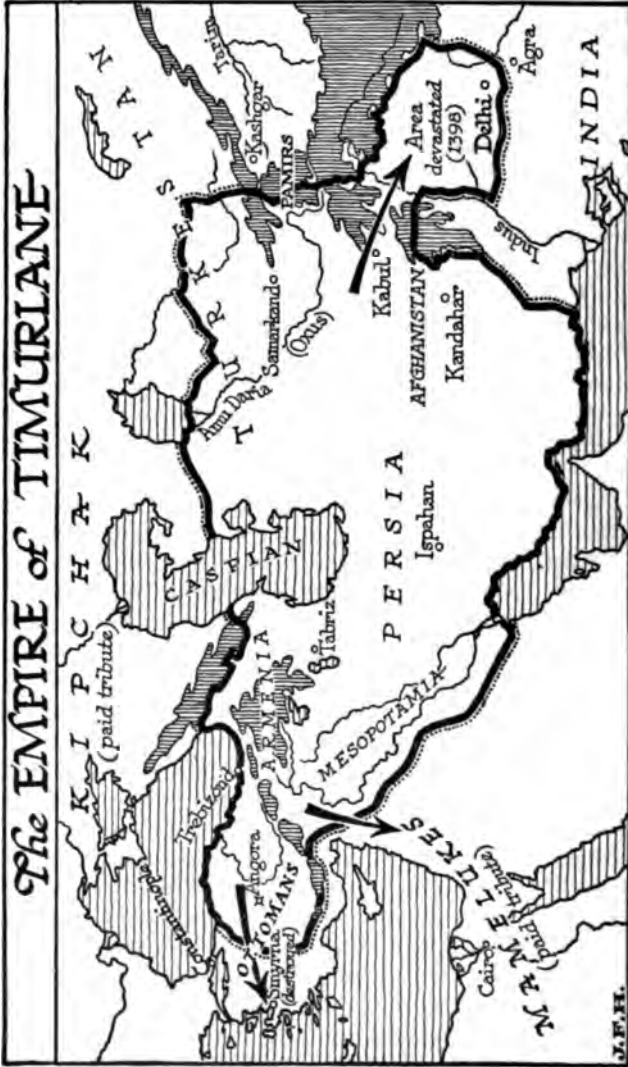 The EMPIRE of TIMURLANE
KIPCHAK
(paid tribute)
TURKESTAN
Tarim
Kashgar
PAMIRS
CASPIAN
Amu Daria
Samarkand
(Oxus)
Constantinople
Trebizond
ARMENIA
Tabriz
Angora
OTTOMANS
Smyrna
(destroyed)
MESOPOTAMIA
PERSIA
Ispahan
Kabul
AFGHANISTAN
Kandahar
Area
devastated
(1398)
Delhi
Agra
Indus
INDIA
MAMELUKES
(paid tribute)
Cairo
J.F.H.